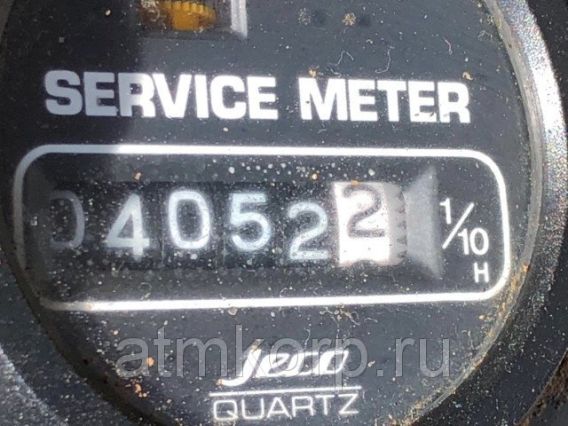 SERVICE METER
040522 1/10 H
Jeco
QUARTZ
atmkorp.ru